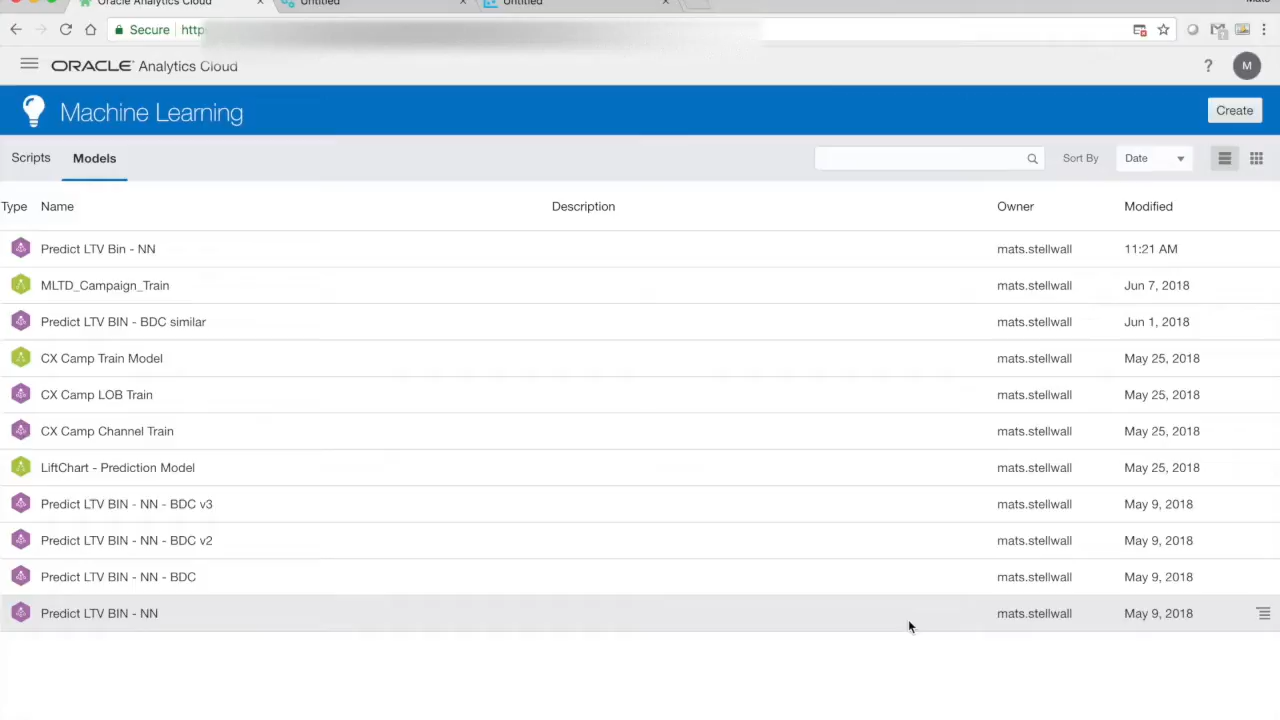 Oracle Analytics Cloud × Untitled × Untitled × Mats
Secure http
ORACLE Analytics Cloud ? M
Machine Learning Create
Scripts Models Sort By Date
Type Name Description Owner Modified
Predict LTV Bin - NN mats.stellwall 11:21 AM
MLTD_Campaign_Train mats.stellwall Jun 7, 2018
Predict LTV BIN - BDC similar mats.stellwall Jun 1, 2018
CX Camp Train Model mats.stellwall May 25, 2018
CX Camp LOB Train mats.stellwall May 25, 2018
CX Camp Channel Train mats.stellwall May 25, 2018
LiftChart - Prediction Model mats.stellwall May 25, 2018
Predict LTV BIN - NN - BDC v3 mats.stellwall May 9, 2018
Predict LTV BIN - NN - BDC v2 mats.stellwall May 9, 2018
Predict LTV BIN - NN - BDC mats.stellwall May 9, 2018
Predict LTV BIN - NN mats.stellwall May 9, 2018